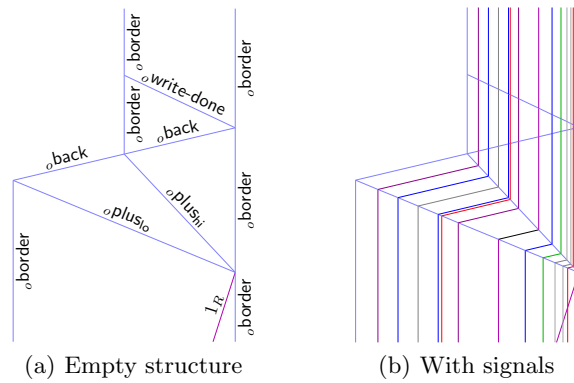 oborder
oborder
owrite-done
oborder
oback
oback
oplushi
opluslo
oborder
oborder
1R
oborder
(a) Empty structure
(b) With signals